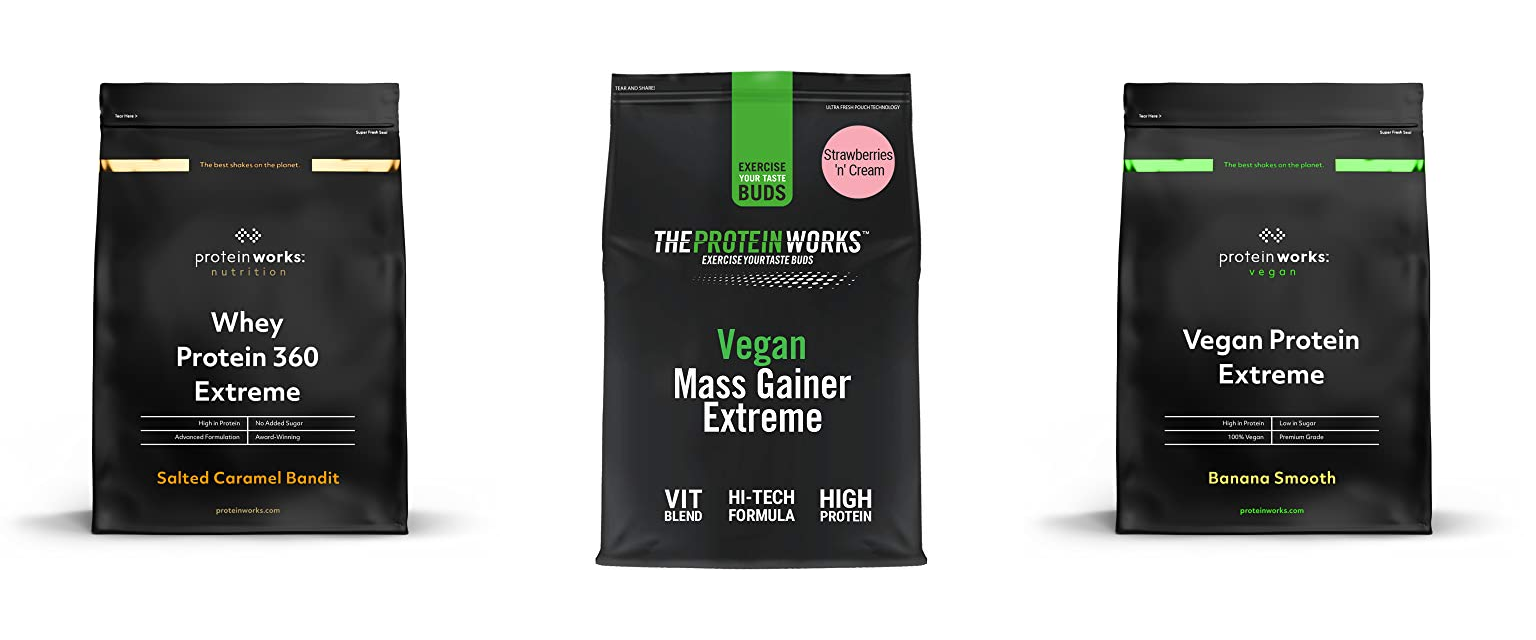 Tear Here >
Super Fresh Seal
The best shakes on the planet.
protein works:
nutrition
Whey
Protein 360
Extreme
High in Protein | No Added Sugar
Advanced Formulation | Award-Winning
Salted Caramel Bandit
proteinworks.com
TEAR AND SHARE!
ULTRA FRESH POUCH TECHNOLOGY
EXERCISE
YOUR TASTE
BUDS
Strawberries
'n' Cream
THE PROTEIN WORKS™
EXERCISE YOUR TASTE BUDS
Vegan
Mass Gainer
Extreme
VIT
BLEND
HI-TECH
FORMULA
HIGH
PROTEIN
Tear Here >
Super Fresh Seal
The best shakes on the planet.
protein works:
vegan
Vegan Protein
Extreme
High in Protein | Low in Sugar
100% Vegan | Premium Grade
Banana Smooth
proteinworks.com